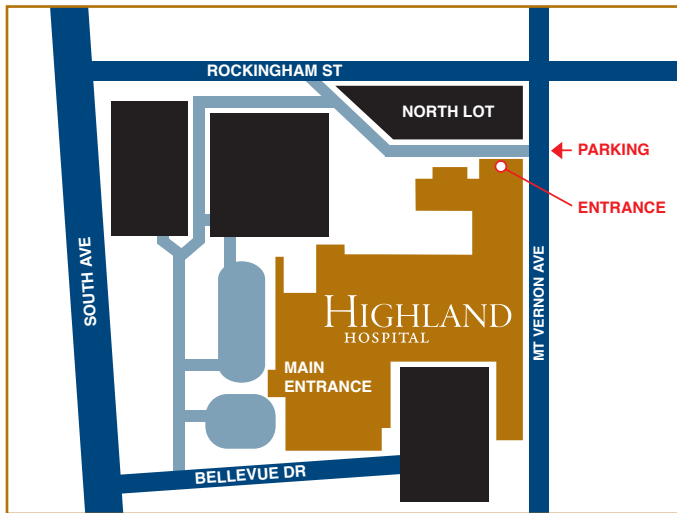 ROCKINGHAM ST
NORTH LOT
PARKING
ENTRANCE
SOUTH AVE
MT VERNON AVE
HIGHLAND
HOSPITAL
MAIN
ENTRANCE
BELLEVUE DR